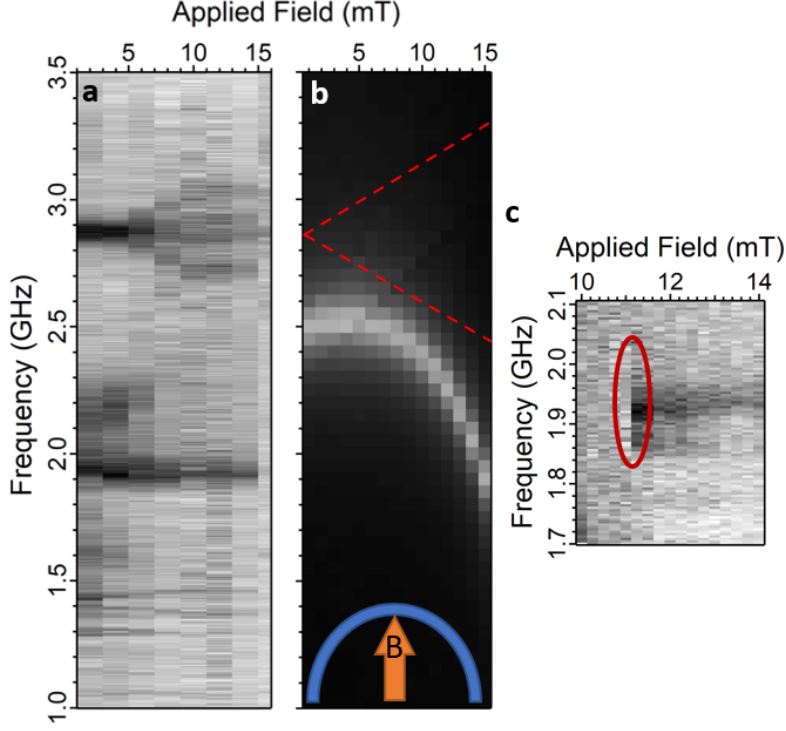 Applied Field (mT)
5 10 15
5 10 15
3.5
3.0
2.5
2.0
1.5
1.0
Frequency (GHz)
a
b
B
c
Applied Field (mT)
10 12 14
2.1
2.0
1.9
1.8
1.7
Frequency (GHz)